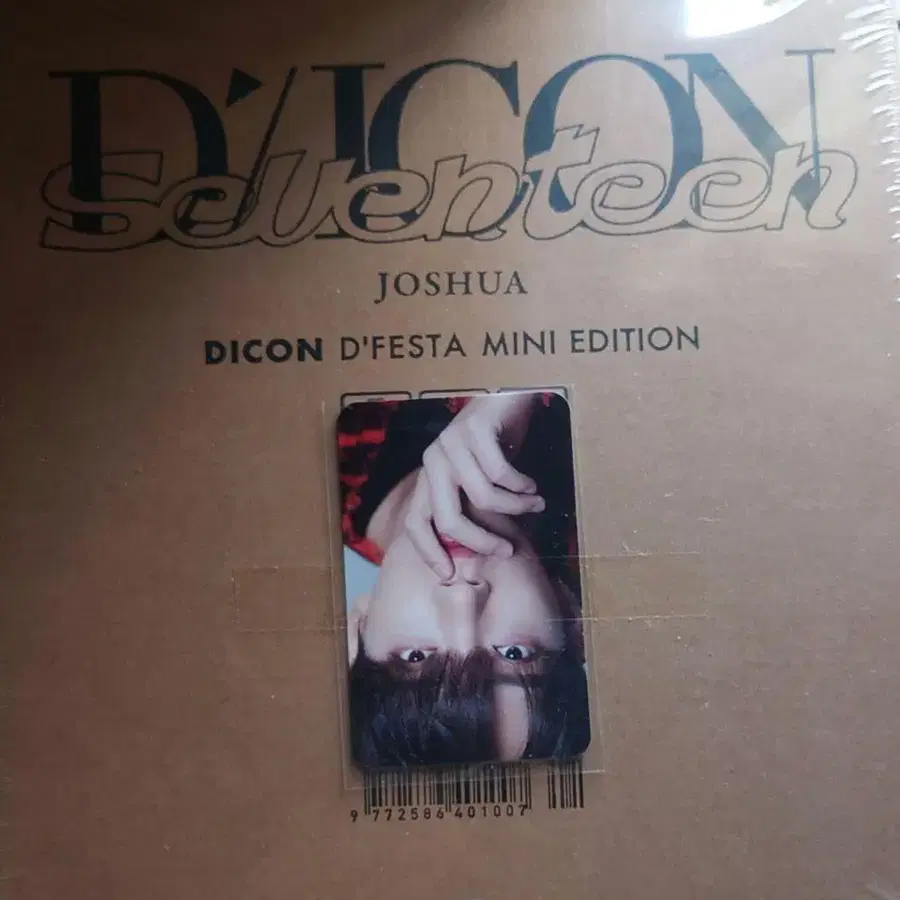 D'ICON
seventeen
JOSHUA
DICON D'FESTA MINI EDITION
9 772586 401007